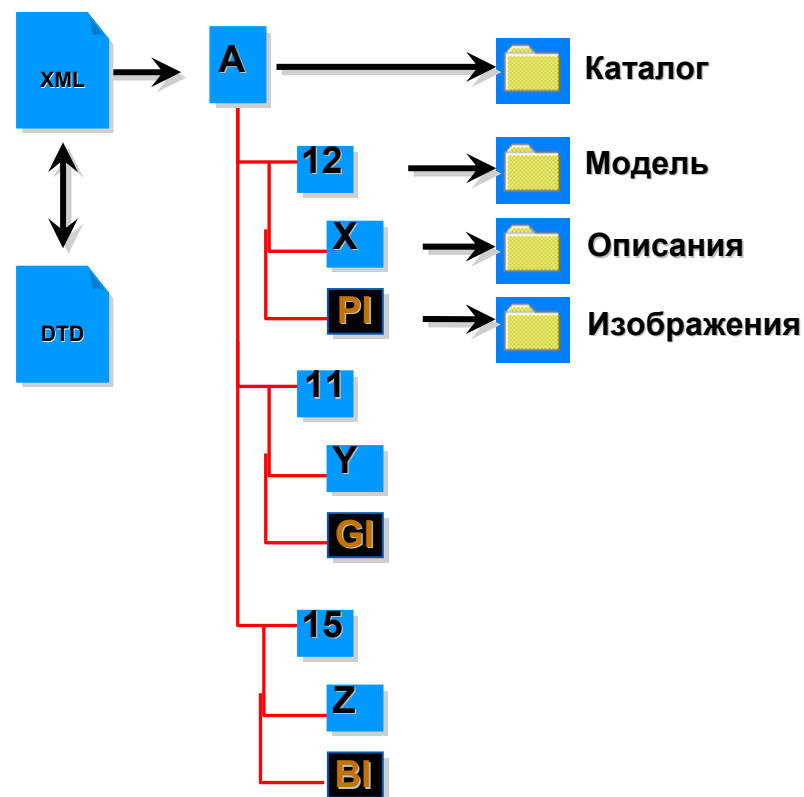 XML
A
Каталог
12
Модель
X
Описания
PI
Изображения
DTD
11
Y
GI
15
Z
BI